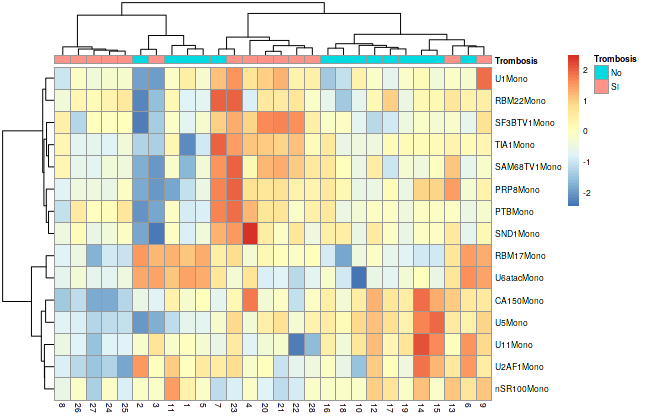 Trombosis
U1Mono
RBM22Mono
SF3BTV1Mono
TIA1Mono
SAM68TV1Mono
PRP8Mono
PTBMono
SND1Mono
RBM17Mono
U6atacMono
CA150Mono
U5Mono
U11Mono
U2AF1Mono
nSR100Mono
8 26 27 24 25 2 3 11 1 5 7 23 4 20 21 22 28 16 18 10 12 17 19 14 15 13 6 9
2
1
0
-1
-2
Trombosis
No
SI